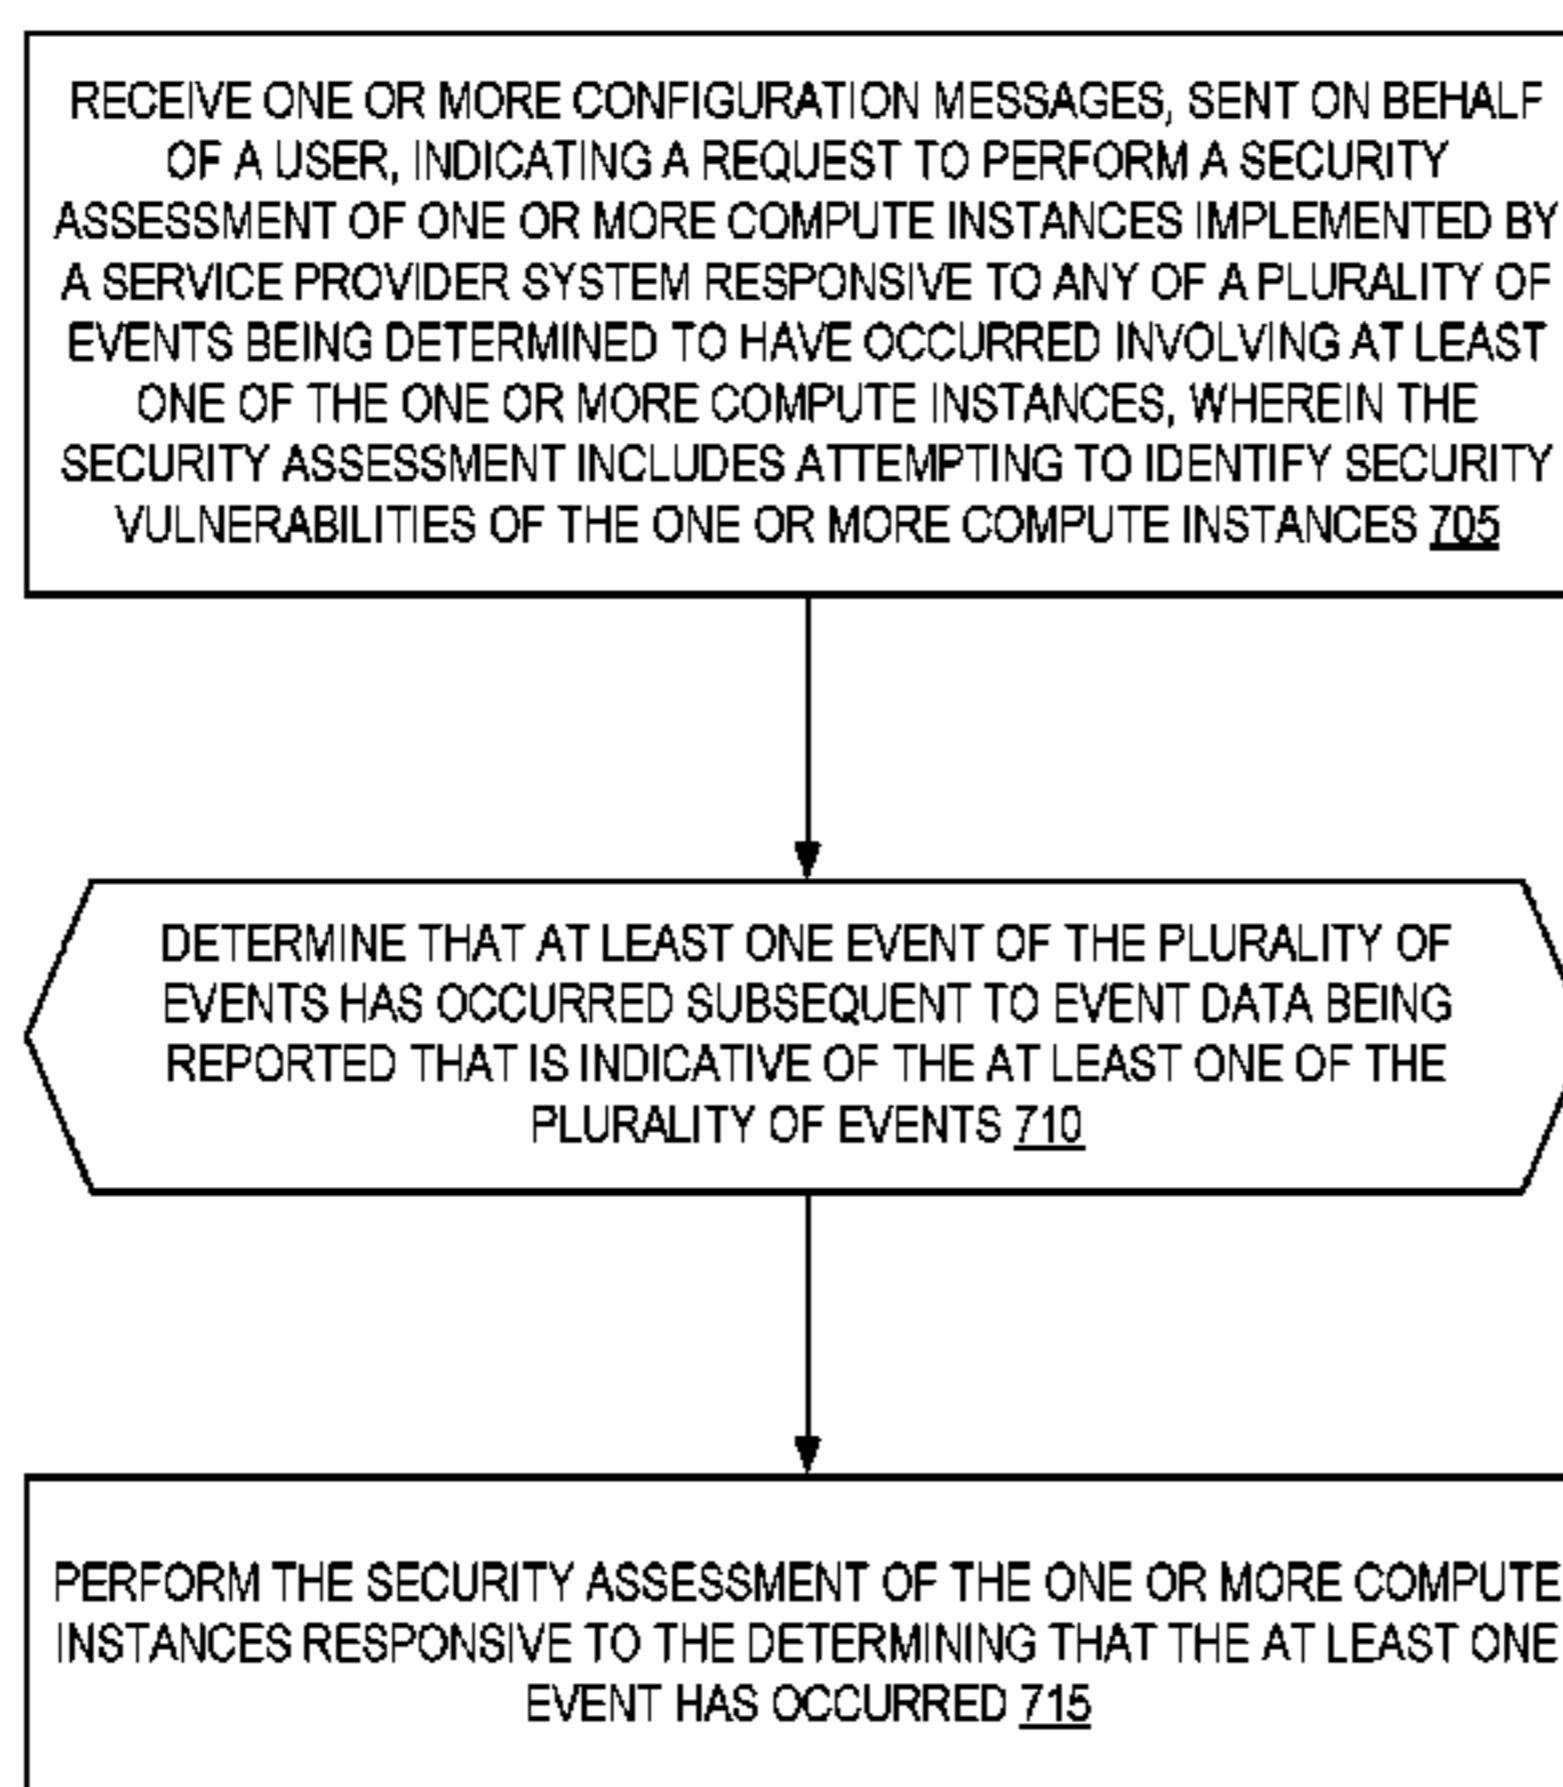 RECEIVE ONE OR MORE CONFIGURATION MESSAGES, SENT ON BEHALF
OF A USER, INDICATING A REQUEST TO PERFORM A SECURITY
ASSESSMENT OF ONE OR MORE COMPUTE INSTANCES IMPLEMENTED BY
A SERVICE PROVIDER SYSTEM RESPONSIVE TO ANY OF A PLURALITY OF
EVENTS BEING DETERMINED TO HAVE OCCURRED INVOLVING AT LEAST
ONE OF THE ONE OR MORE COMPUTE INSTANCES, WHEREIN THE
SECURITY ASSESSMENT INCLUDES ATTEMPTING TO IDENTIFY SECURITY
VULNERABILITIES OF THE ONE OR MORE COMPUTE INSTANCES 705
DETERMINE THAT AT LEAST ONE EVENT OF THE PLURALITY OF
EVENTS HAS OCCURRED SUBSEQUENT TO EVENT DATA BEING
REPORTED THAT IS INDICATIVE OF THE AT LEAST ONE OF THE
PLURALITY OF EVENTS 710
PERFORM THE SECURITY ASSESSMENT OF THE ONE OR MORE COMPUTE
INSTANCES RESPONSIVE TO THE DETERMINING THAT THE AT LEAST ONE
EVENT HAS OCCURRED 715